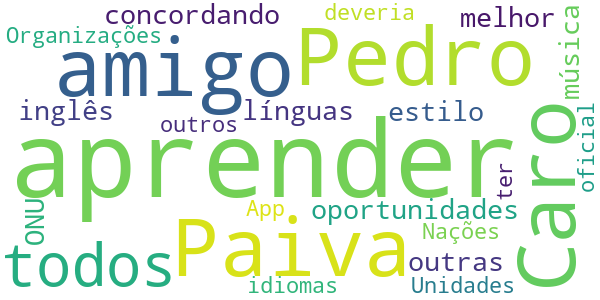 concordando
deveria
melhor
Organizações
amigo
Pedro
música
inglês
línguas
estilo
outros
aprender
Caro
oficial
ter
ONU
Paiva
App
oportunidades
Nações
todos
outras
idiomas
Unidades